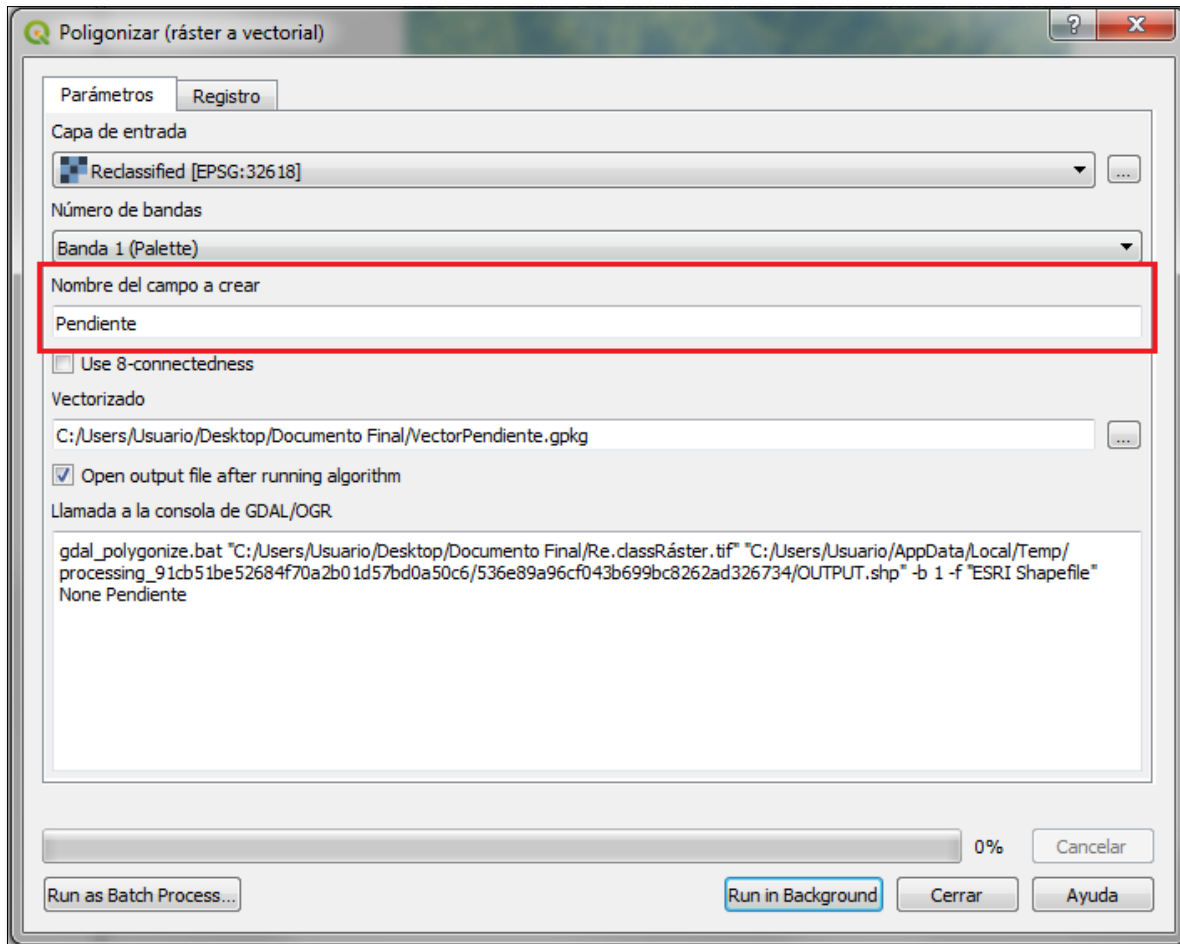 Poligonizar (ráster a vectorial)
Parámetros
Registro
Capa de entrada
Reclassified [EPSG:32618]
...
Número de bandas
Banda 1 (Palette)
Nombre del campo a crear
Pendiente
Use 8-connectedness
Vectorizado
C:/Users/Usuario/Desktop/Documento Final/VectorPendiente.gpkg
...
Open output file after running algorithm
Llamada a la consola de GDAL/OGR
gdal_polygonize.bat "C:/Users/Usuario/Desktop/Documento Final/Re.classRáster.tif" "C:/Users/Usuario/AppData/Local/Temp/
processing_91cb51be52684f70a2b01d57bd0a50c6/536e89a96cf043b699bc8262ad326734/OUTPUT.shp" -b 1 -f "ESRI Shapefile"
None Pendiente
0%
Cancelar
Run as Batch Process...
Run in Background
Cerrar
Ayuda